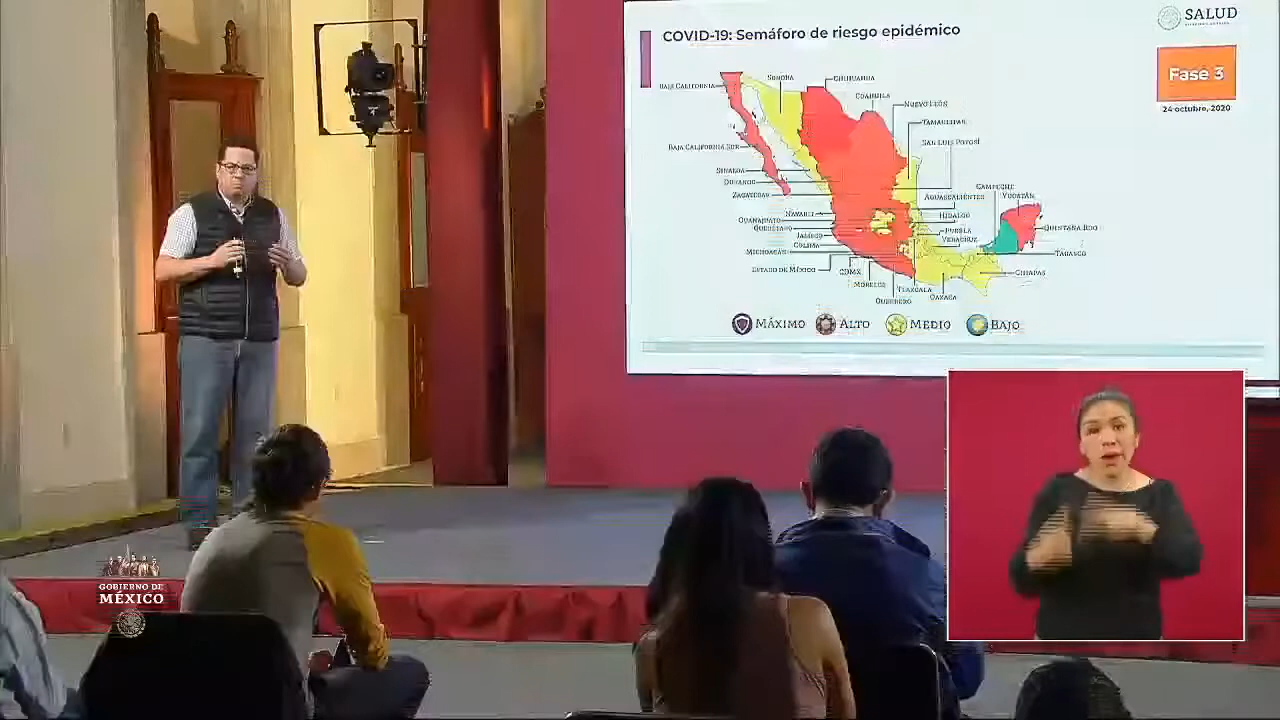 COVID-19: Semáforo de riesgo epidémico
SALUD
Fase 3
24 octubre, 2020
SONORA
CHIHUAHUA
BAJA CALIFORNIA
COAHUILA
NUEVO LEÓN
TAMAULIPAS
SAN LUIS POTOSÍ
BAJA CALIFORNIA SUR
SINALOA
DURANGO
CAMPECHE
ZACATECAS
AGUASCALIENTES
YUCATÁN
NAYARIT
HIDALGO
GUANAJUATO
QUERÉTARO
PUEBLA
QUINTANA ROO
JALISCO
VERACRUZ
COLIMA
MICHOACÁN
TABASCO
ESTADO DE MÉXICO
CDMX
CHIAPAS
MORELOS
TLAXCALA
OAXACA
GUERRERO
MÁXIMO
ALTO
MEDIO
BAJO
GOBIERNO DE
MÉXICO